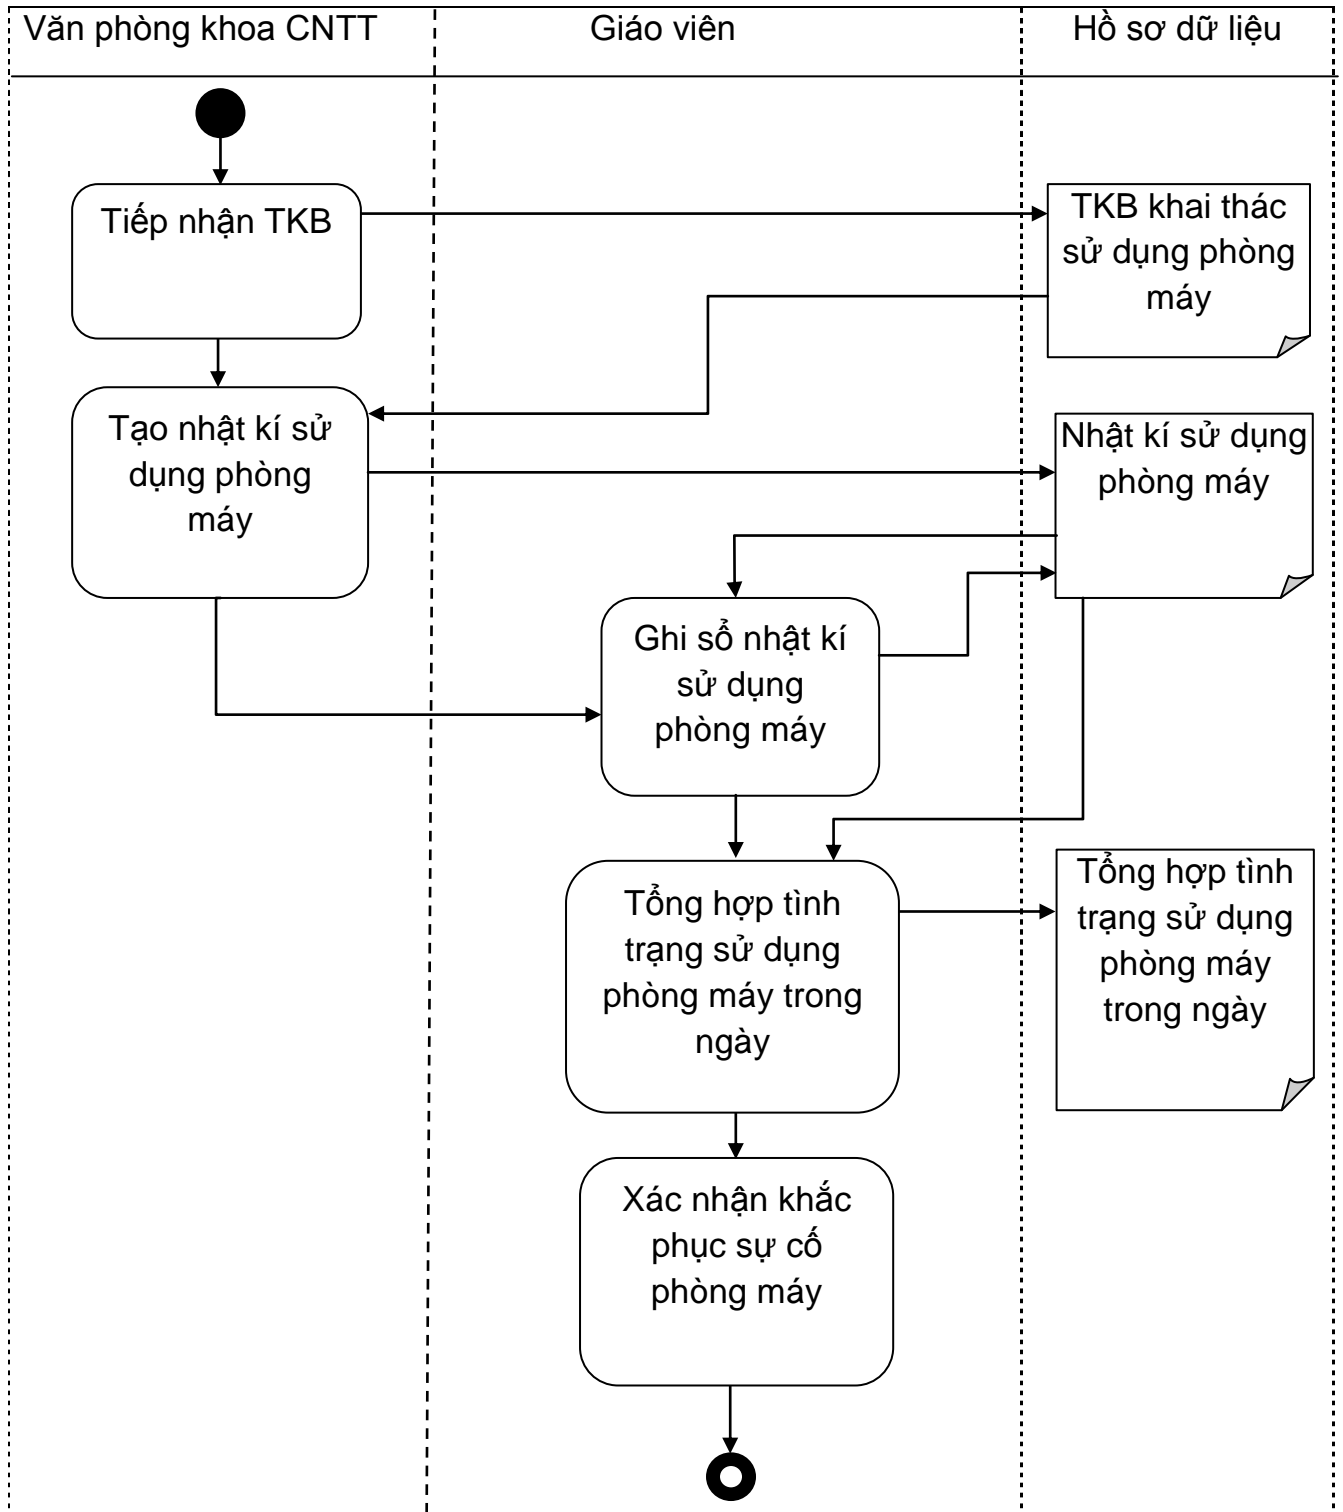 Văn phòng khoa CNTT
Giáo viên
Hồ sơ dữ liệu
Tiếp nhận TKB
TKB khai thác
sử dụng phòng
máy
Tạo nhật kí sử
dụng phòng
máy
Nhật kí sử dụng
phòng máy
Ghi sổ nhật kí
sử dụng
phòng máy
Tổng hợp tình
trạng sử dụng
phòng máy trong
ngày
Tổng hợp tình
trạng sử dụng
phòng máy
trong ngày
Xác nhận khắc
phục sự cố
phòng máy